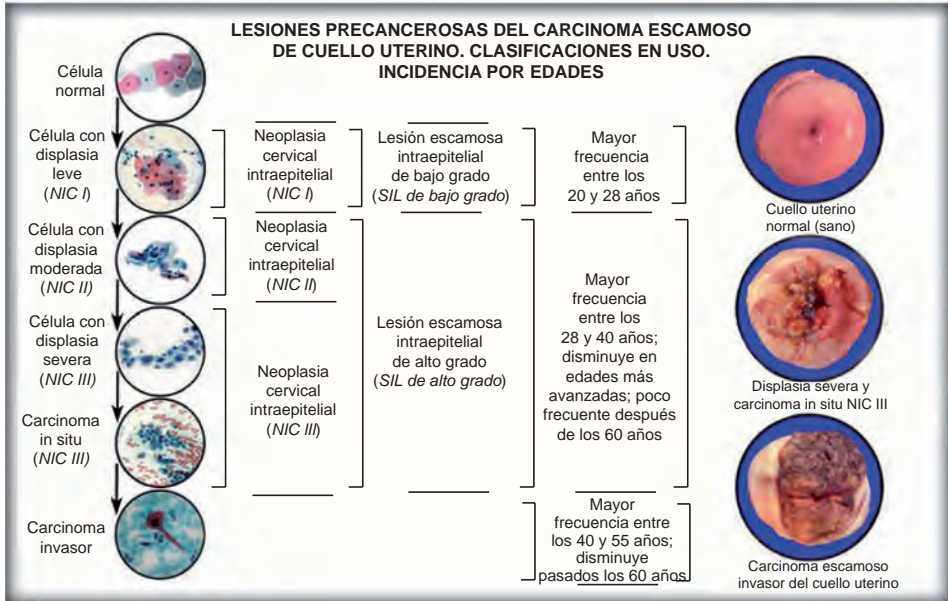 LESIONES PRECANCEROSAS DEL CARCINOMA ESCAMOSO
DE CUELLO UTERINO. CLASIFICACIONES EN USO.
INCIDENCIA POR EDADES
Célula
normal
Célula con
displasia
leve
(NIC I)
Célula con
displasia
moderada
(NIC II)
Célula con
displasia
severa
(NIC III)
Carcinoma
in situ
(NIC III)
Carcinoma
invasor
Neoplasia
cervical
intraepitelial
(NIC I)
Neoplasia
cervical
intraepitelial
(NIC II)
Neoplasia
cervical
intraepitelial
(NIC III)
Lesión escamosa
intraepitelial
de bajo grado
(SIL de bajo grado)
Lesión escamosa
intraepitelial
de alto grado
(SIL de alto grado)
Mayor
frecuencia
entre los
20 y 28 años
Mayor
frecuencia
entre los
28 y 40 años;
disminuye en
edades más
avanzadas; poco
frecuente después
de los 60 años
Mayor
frecuencia entre
los 40 y 55 años;
disminuye
pasados los 60 años
Cuello uterino
normal (sano)
Displasia severa y
carcinoma in situ NIC III
Carcinoma escamoso
invasor del cuello uterino